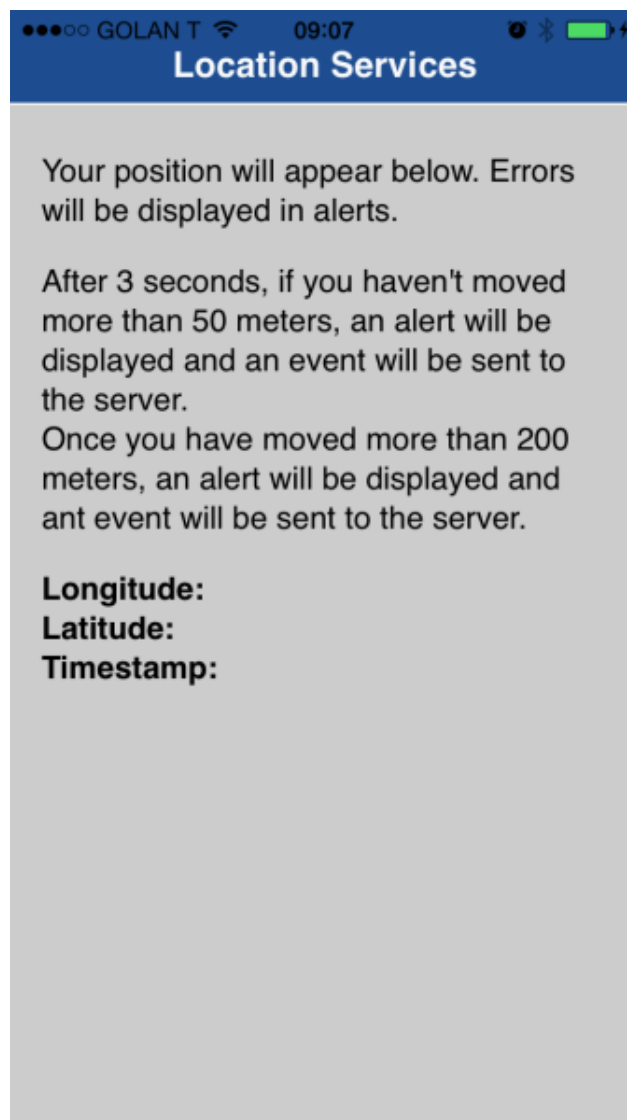 GOLAN T 09:07
Location Services
Your position will appear below. Errors
will be displayed in alerts.
After 3 seconds, if you haven't moved
more than 50 meters, an alert will be
displayed and an event will be sent to
the server.
Once you have moved more than 200
meters, an alert will be displayed and
ant event will be sent to the server.
Longitude:
Latitude:
Timestamp: